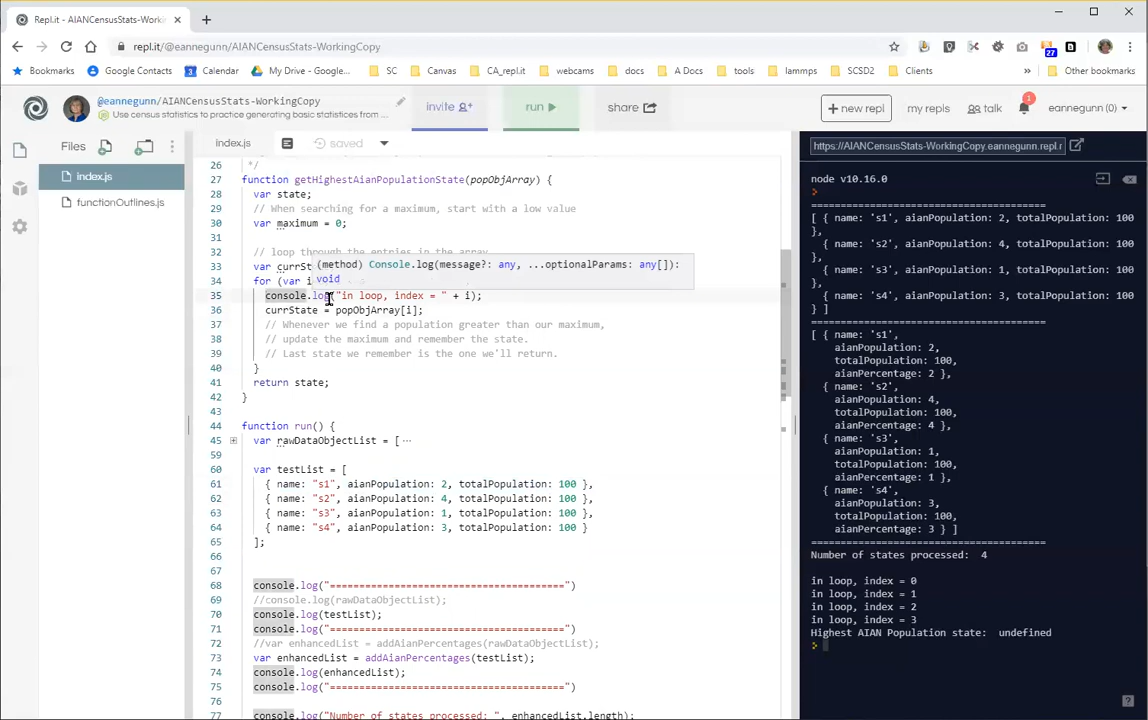 Repl.it - AIANCensusStats-Worki
repl.it/@eannegunn/AIANCensusStats-WorkingCopy
27
Bookmarks Google Contacts Calendar My Drive - Google... SC Canvas CA_repl.it webcams docs A Docs tools lammps SCSD2 Clients » Other bookmarks
@eannegunn/AIANCensusStats-WorkingCopy
Use census statistics to practice generating basic statistics from ...
invite run share + new repl my repls talk 1 eannegunn (0)
Files
index.js
functionOutlines.js
index.js saved
26 */
27 function getHighestAianPopulationState(popObjArray) {
28 var state;
29 // When searching for a maximum, start with a low value
30 var maximum = 0;
31
32 // loop through the entries in the array
33 var currSt
34 for (var i
(method) Console.log(message?: any, ...optionalParams: any[]):
void
35 console.log("in loop, index = " + i);
36 currState = popObjArray[i];
37 // Whenever we find a population greater than our maximum,
38 // update the maximum and remember the state.
39 // Last state we remember is the one we'll return.
40 }
41 return state;
42 }
43
44 function run() {
45 var rawDataObjectList = [ ...
59
60 var testList = [
61 { name: "s1", aianPopulation: 2, totalPopulation: 100 },
62 { name: "s2", aianPopulation: 4, totalPopulation: 100 },
63 { name: "s3", aianPopulation: 1, totalPopulation: 100 },
64 { name: "s4", aianPopulation: 3, totalPopulation: 100 }
65 ];
66
67
68 console.log("=======================================")
69 //console.log(rawDataObjectList);
70 console.log(testList);
71 console.log("=======================================")
72 //var enhancedList = addAianPercentages(rawDataObjectList);
73 var enhancedList = addAianPercentages(testList);
74 console.log(enhancedList);
75 console.log("=======================================")
76
77 console.log("Number of states processed: ", enhancedList.length);
https://AIANCensusStats-WorkingCopy.eannegunn.repl.r
node v10.16.0
>
=======================================
[ { name: 's1', aianPopulation: 2, totalPopulation: 100
},
{ name: 's2', aianPopulation: 4, totalPopulation: 100
},
{ name: 's3', aianPopulation: 1, totalPopulation: 100
},
{ name: 's4', aianPopulation: 3, totalPopulation: 100
} ]
=======================================
[ { name: 's1',
aianPopulation: 2,
totalPopulation: 100,
aianPercentage: 2 },
{ name: 's2',
aianPopulation: 4,
totalPopulation: 100,
aianPercentage: 4 },
{ name: 's3',
aianPopulation: 1,
totalPopulation: 100,
aianPercentage: 1 },
{ name: 's4',
aianPopulation: 3,
totalPopulation: 100,
aianPercentage: 3 } ]
=======================================
Number of states processed: 4
in loop, index = 0
in loop, index = 1
in loop, index = 2
in loop, index = 3
Highest AIAN Population state: undefined
>